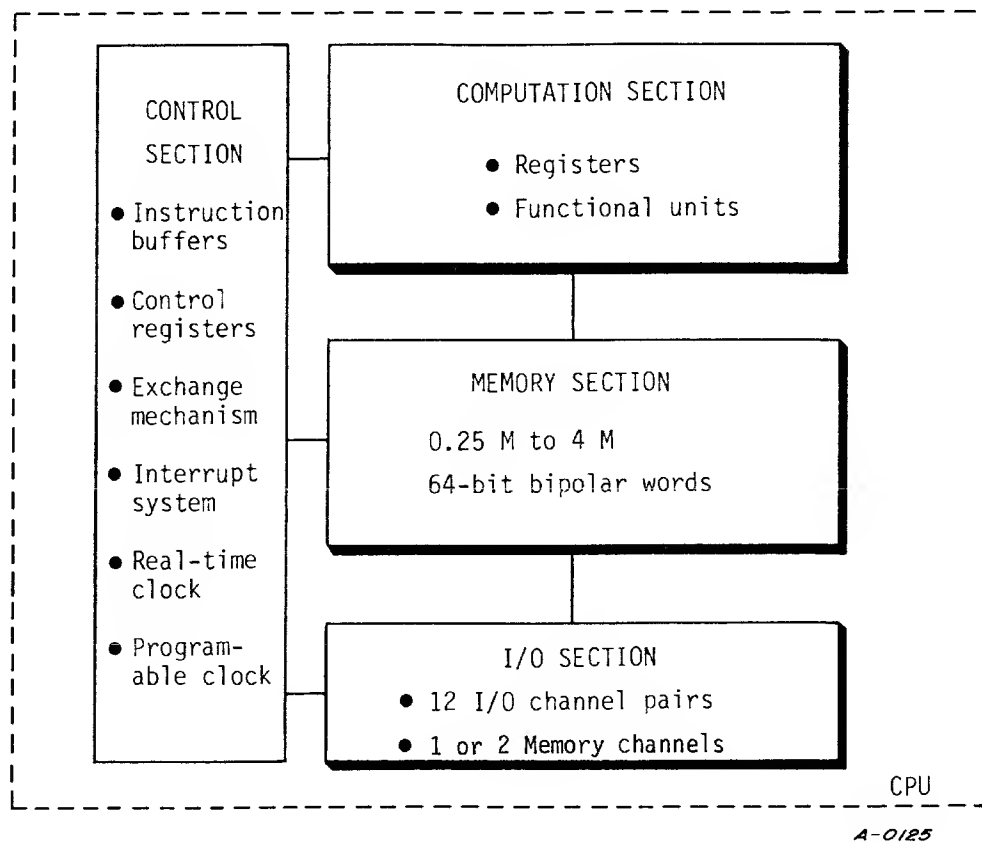 CONTROL
SECTION
● Instruction
buffers
● Control
registers
● Exchange
mechanism
● Interrupt
system
● Real-time
clock
● Program-
able clock
COMPUTATION SECTION
● Registers
● Functional units
MEMORY SECTION
0.25 M to 4 M
64-bit bipolar words
I/O SECTION
● 12 I/O channel pairs
● 1 or 2 Memory channels
CPU
A-0125